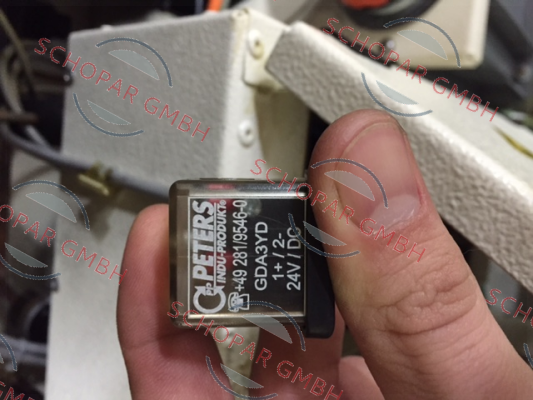 PETERS
INDU-PRODUKT
☎+49 281/9546-0
GDA3YD
1+ / 2-
24V / DC
SCHOPAR GMBH
SCHOPAR GMBH
SCHOPAR GMBH
SCHOPAR GMBH
SCHOPAR GMBH